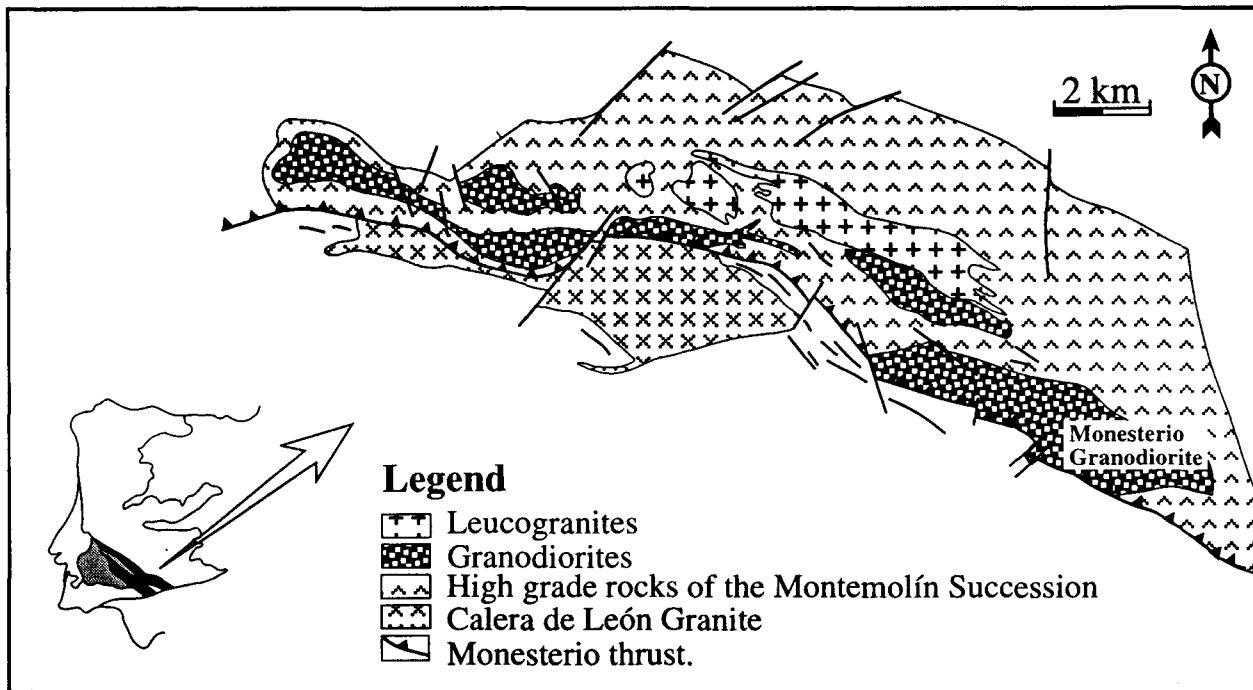 N
2 km
Monesterio
Granodiorite
Legend
Leucogranites
Granodiorites
High grade rocks of the Montemolín Succession
Calera de León Granite
Monesterio thrust.